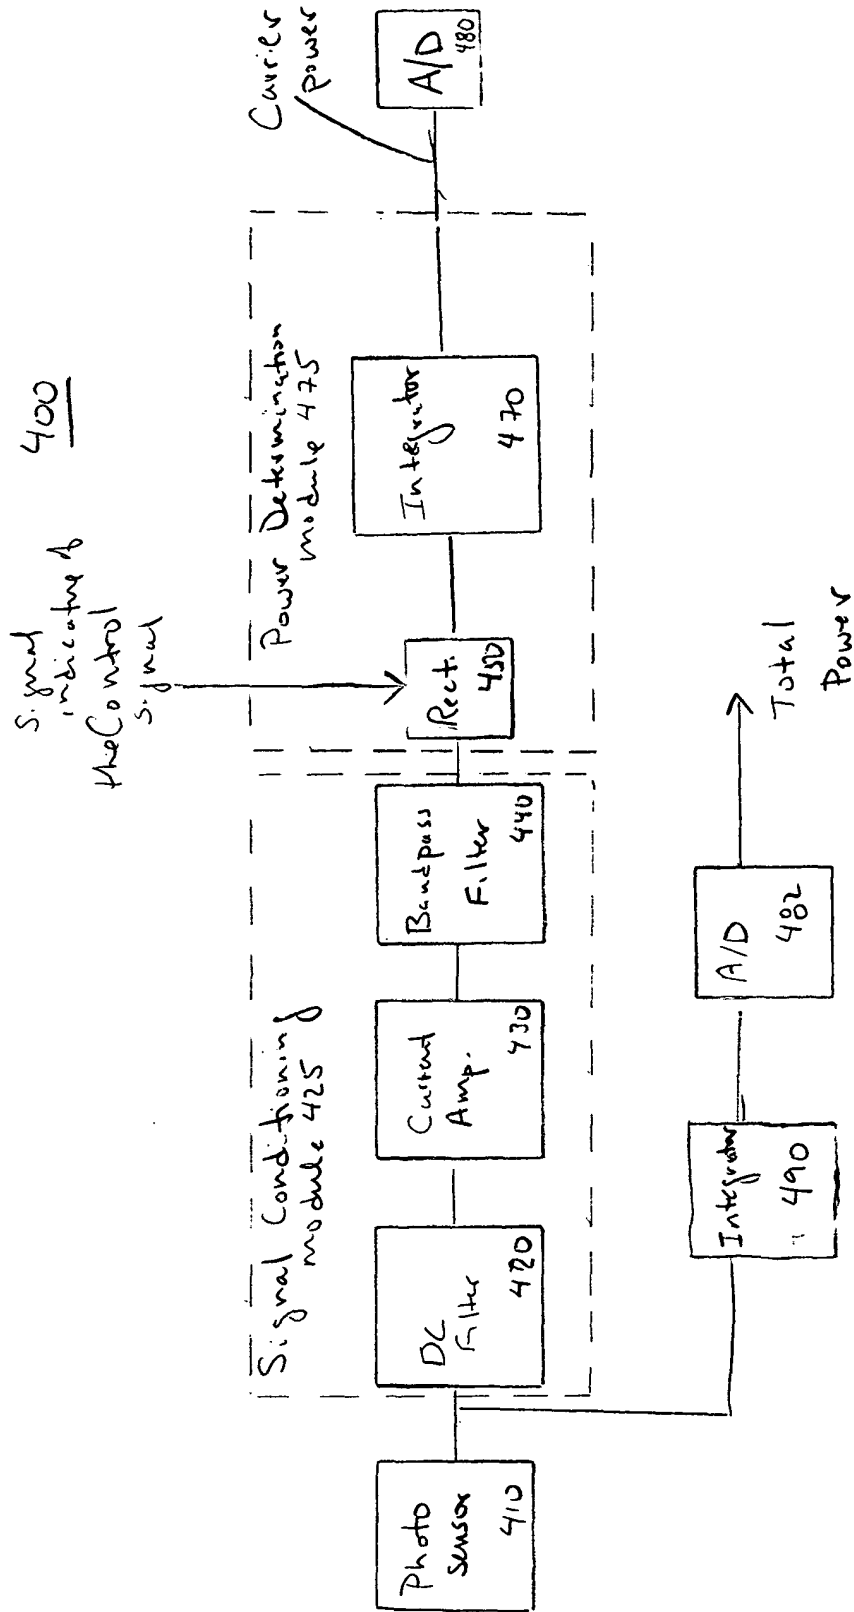 400
Signal
indicative of
the Control
signal
Signal Conditioning
module 425
Power Determination
module 475
Carrier
power
Photo
sensor
410
DC
Filter
420
Current
Amp.
430
Bandpass
Filter
440
Rect.
450
Integrator
470
A/D
480
Integrator
490
A/D
482
Total
Power